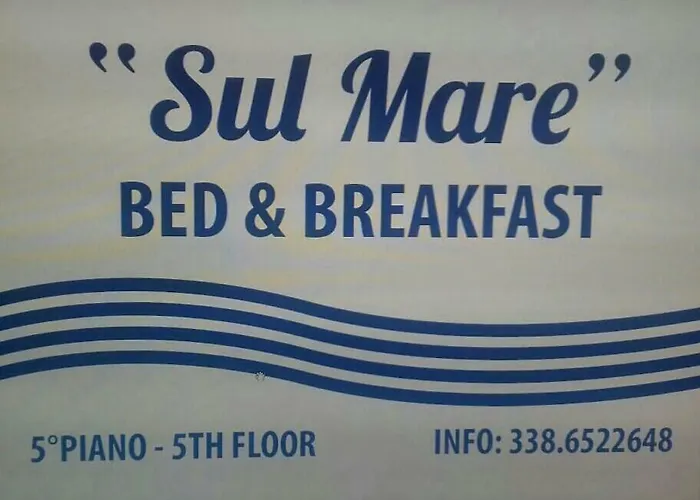 “Sul Mare”
BED & BREAKFAST
5°PIANO - 5TH FLOOR
INFO: 338.6522648